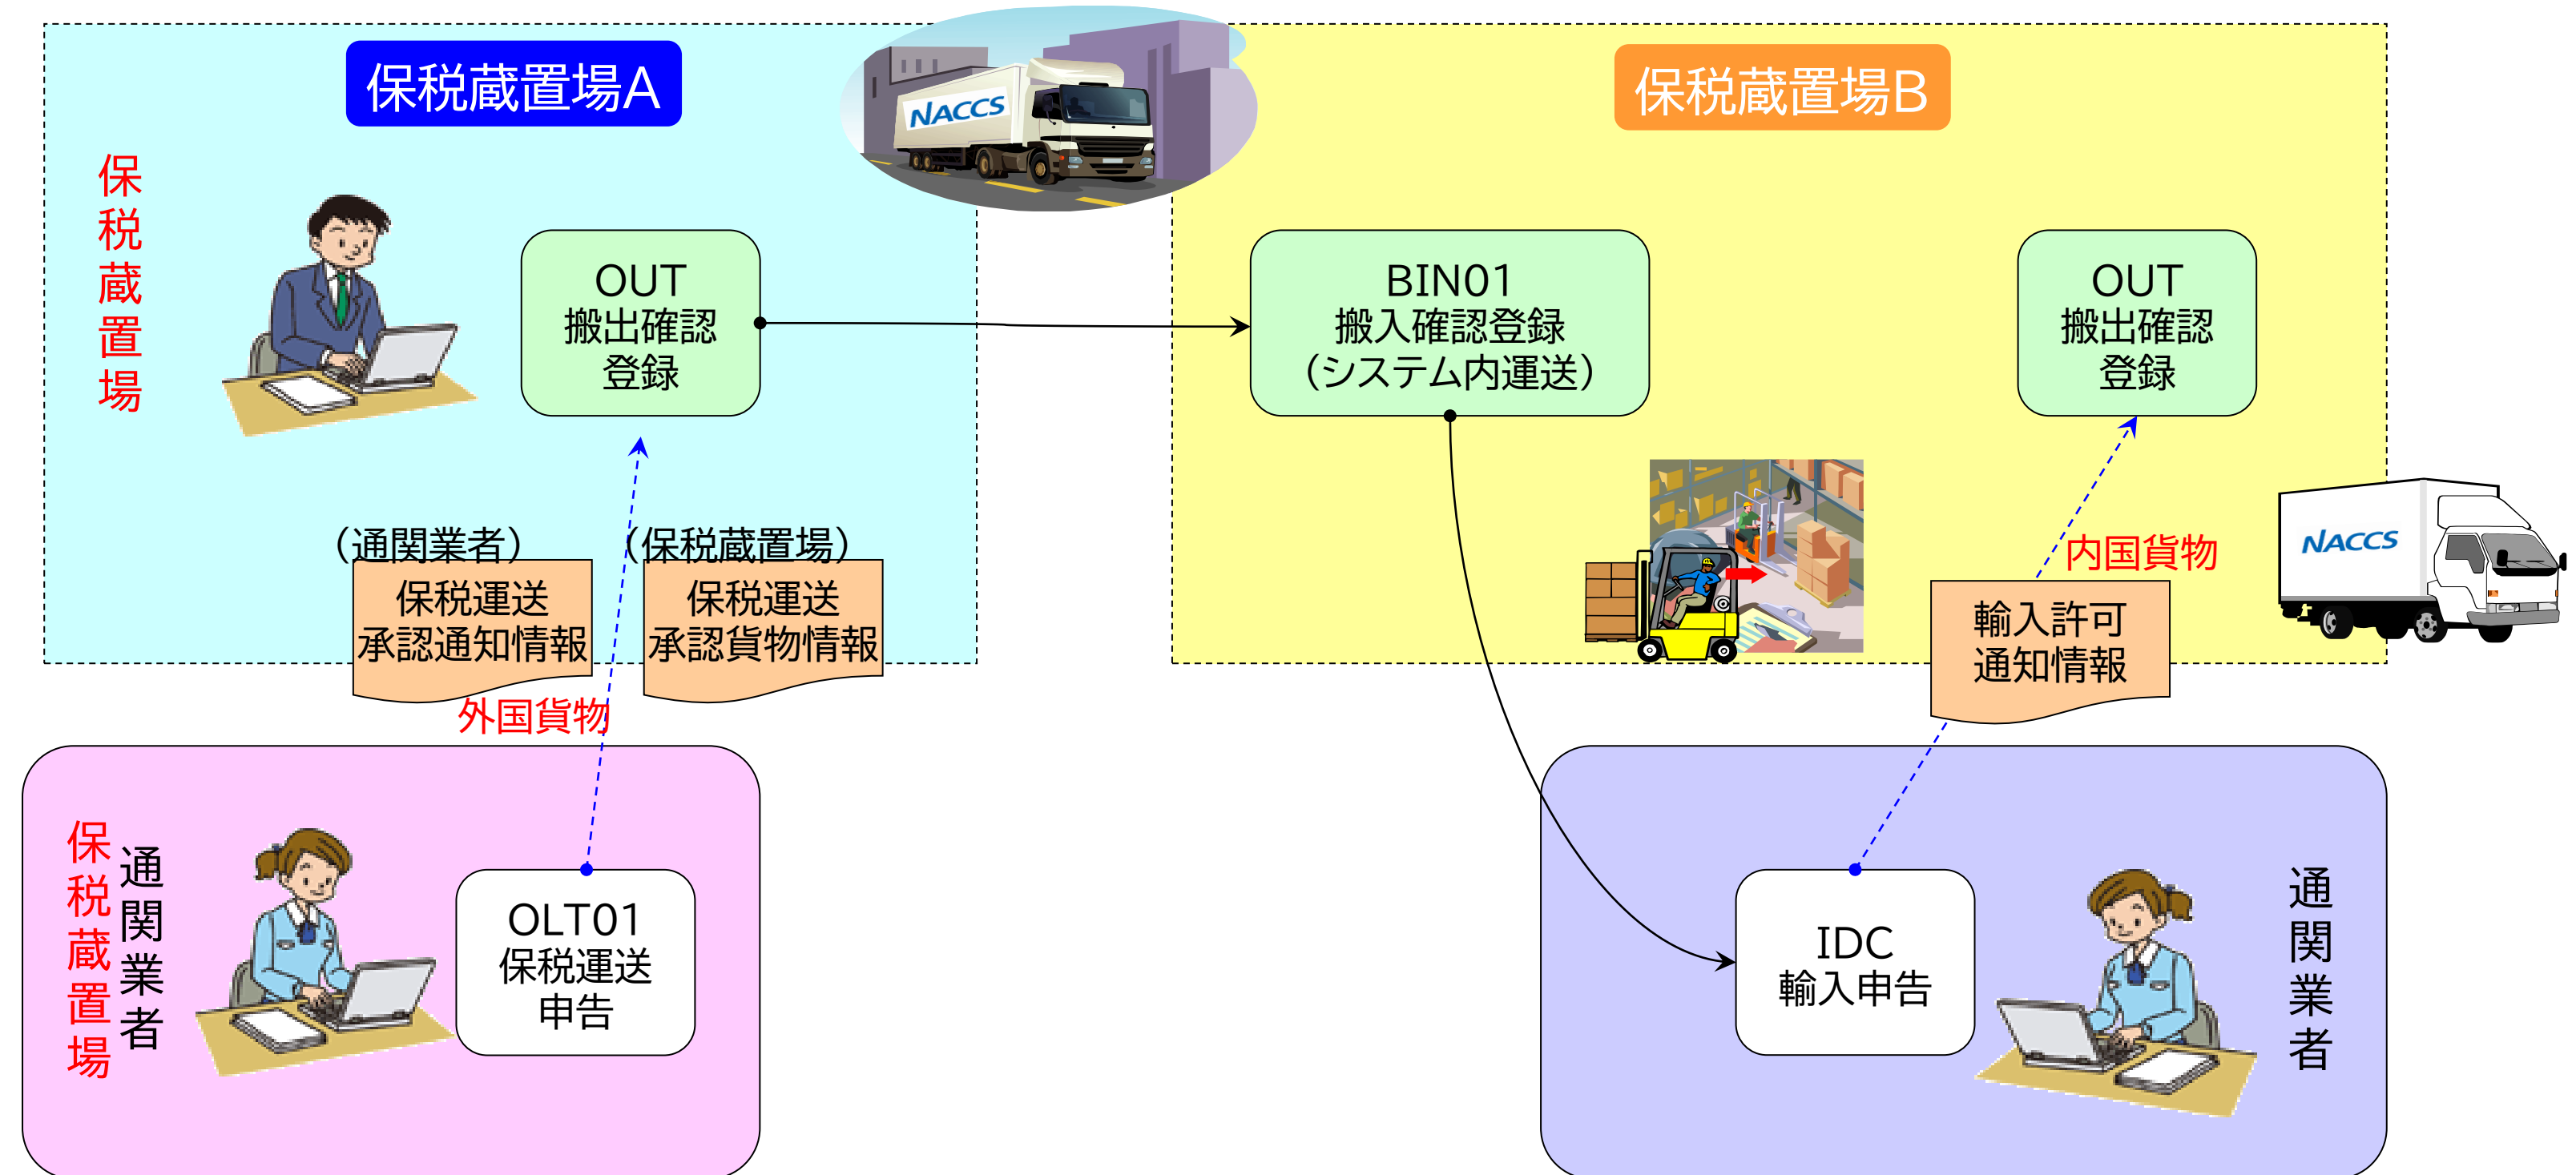 保税蔵置場A
NACCS
保税蔵置場B
保税蔵置場
OUT
搬出確認
登録
BIN01
搬入確認登録
（システム内運送）
OUT
搬出確認
登録
（通関業者）
（保税蔵置場）
保税運送
承認通知情報
保税運送
承認貨物情報
外国貨物
内国貨物
NACCS
輸入許可
通知情報
保税蔵置場
通関業者
OLT01
保税運送
申告
IDC
輸入申告
通関業者